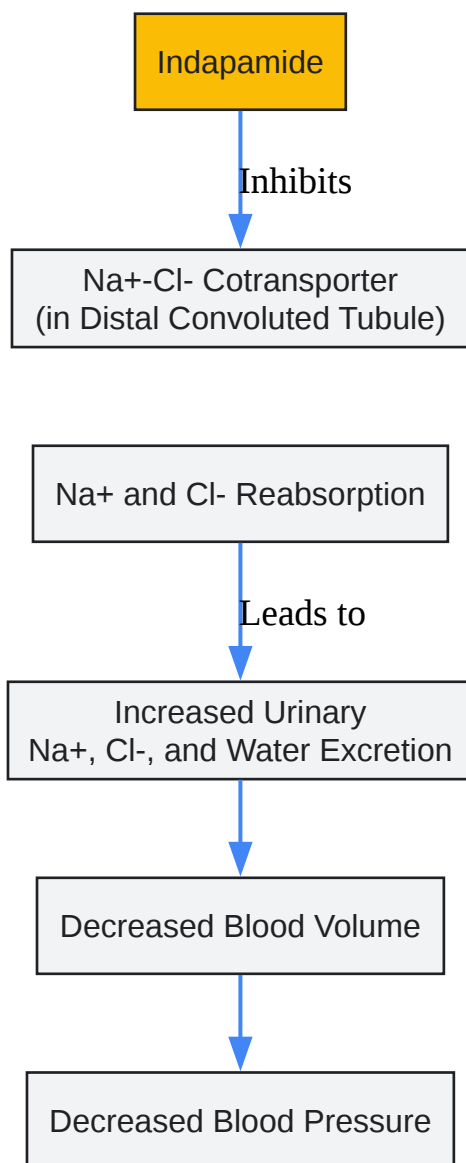 Indapamide
Inhibits
Na+-Cl- Cotransporter
(in Distal Convoluted Tubule)
Na+ and Cl- Reabsorption
Leads to
Increased Urinary
Na+, Cl-, and Water Excretion
Decreased Blood Volume
Decreased Blood Pressure